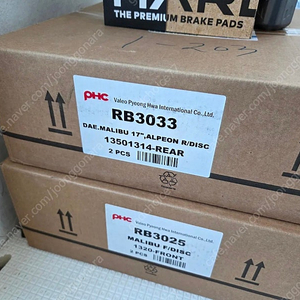 THE PREMIUM BRAKE PADS
PHC
Valeo Pyeong Hwa International Co.,Ltd.
RB3033
DAE.MALIBU 17",ALPEON R/DISC
13501314-REAR
2 PCS
PHC
Valeo Pyeong Hwa International Co.,Ltd.
RB3025
MALIBU F/DISC
1320-FRONT
2 PCS